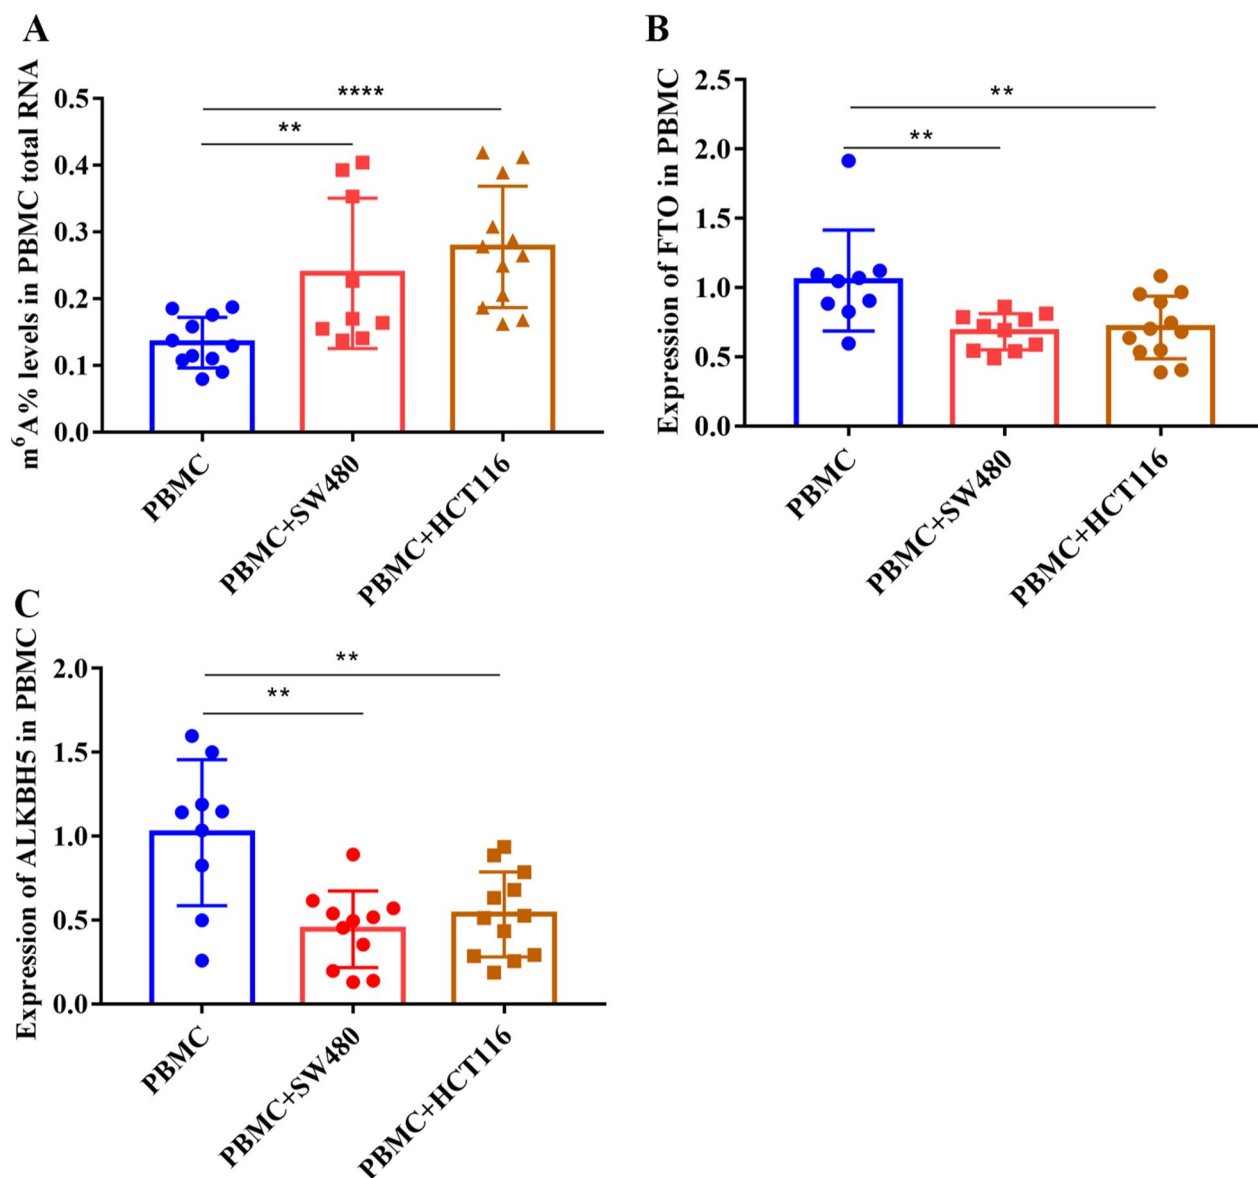 A
m⁶A% levels in PBMC total RNA
0.5
0.4
0.3
0.2
0.1
0.0
****
**
PBMC
PBMC+SW480
PBMC+HCT116
B
Expression of FTO in PBMC
2.5
2.0
1.5
1.0
0.5
0.0
**
**
PBMC
PBMC+SW480
PBMC+HCT116
C
Expression of ALKBH5 in PBMC
2.0
1.5
1.0
0.5
0.0
**
**
PBMC
PBMC+SW480
PBMC+HCT116